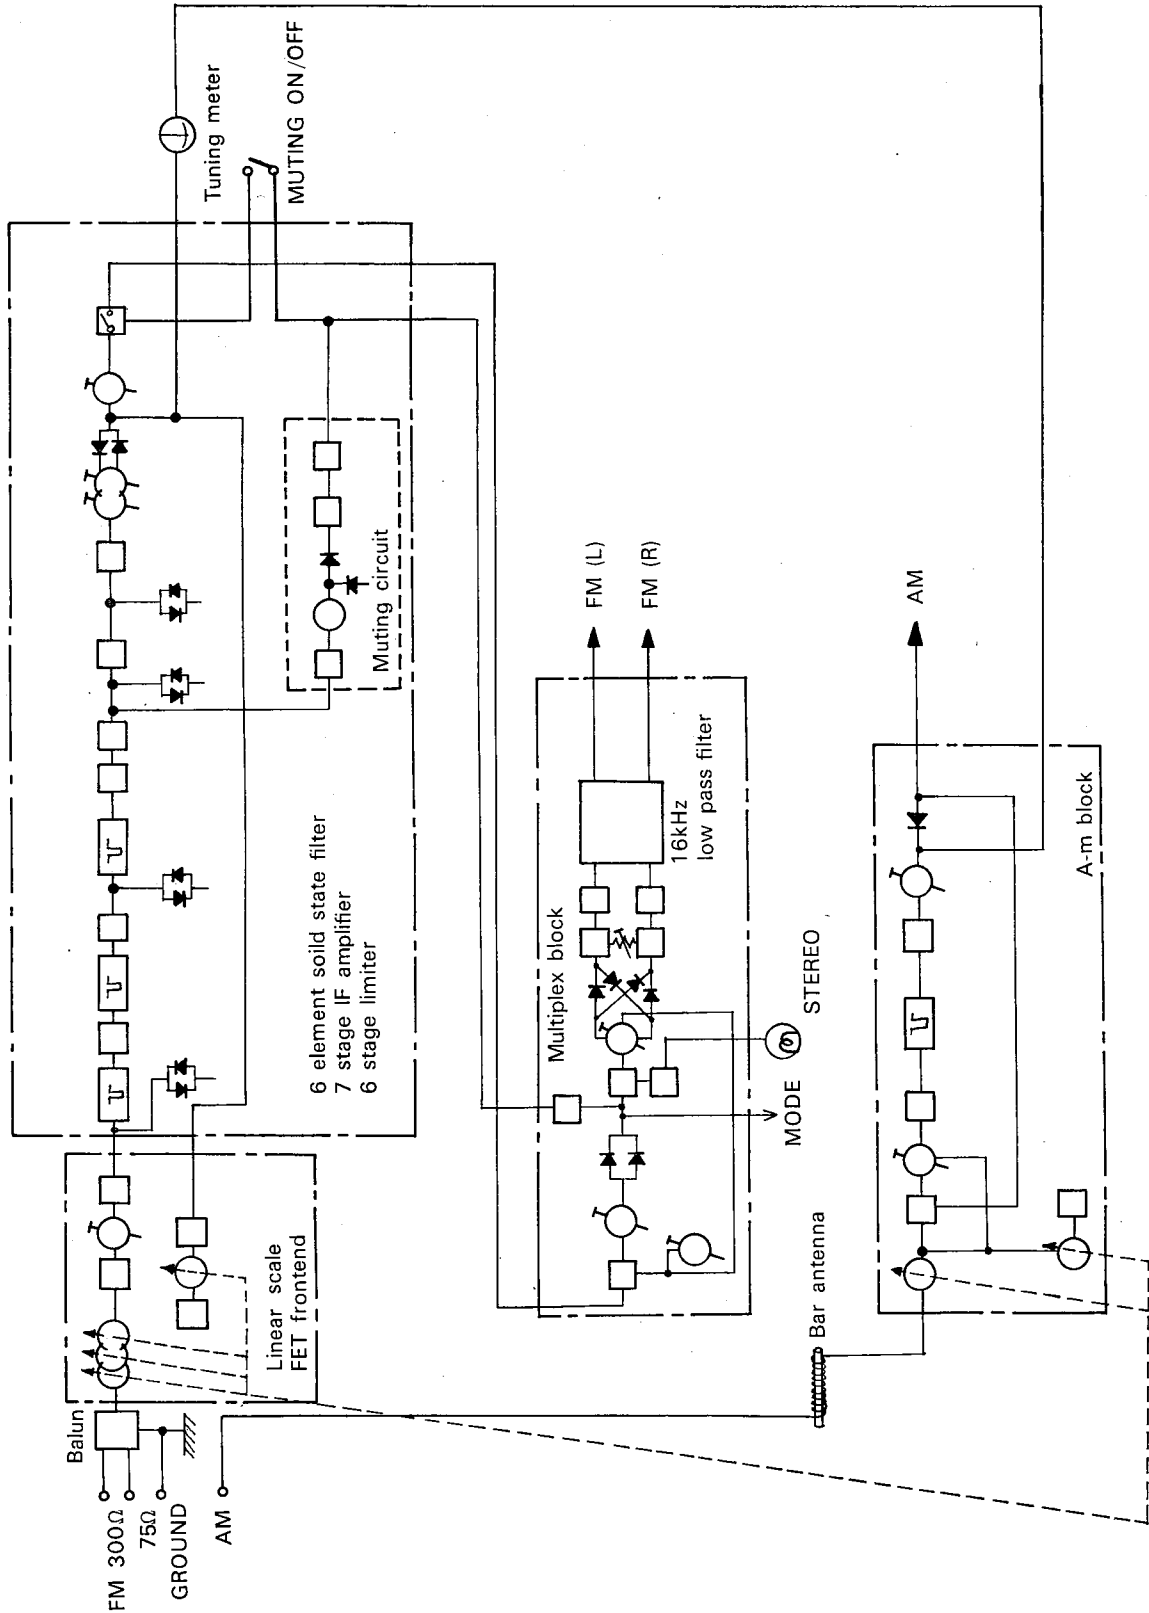 FM 300Ω
75Ω
GROUND
AM
Balun
Linear scale
FET frontend
6 element soild state filter
7 stage IF amplifier
6 stage limiter
Muting circuit
Tuning meter
MUTING ON/OFF
Multiplex block
16kHz
low pass filter
FM (L)
FM (R)
MODE
STEREO
Bar antenna
AM
A-m block